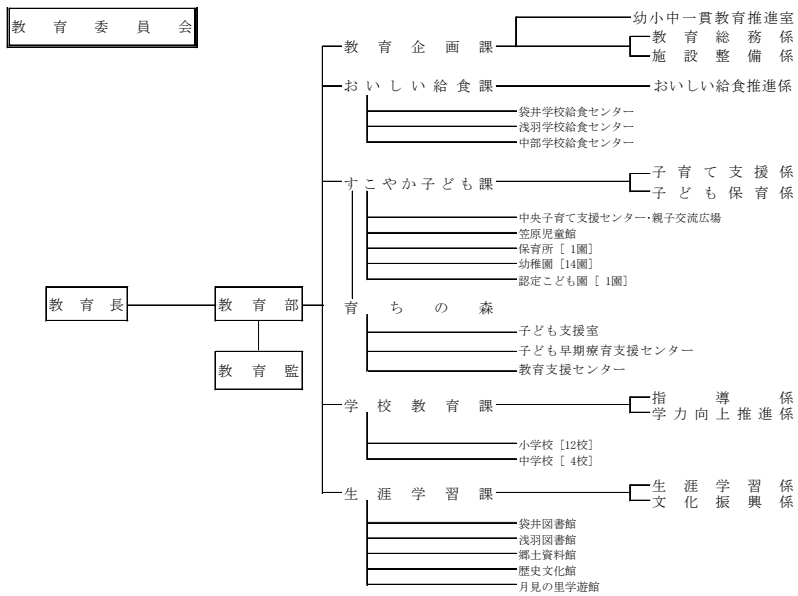 教育委員会
幼小中一貫教育推進室
教育企画課
教育総務係
施設整備係
おいしい給食課
おいしい給食推進係
袋井学校給食センター
浅羽学校給食センター
中部学校給食センター
すこやか子ども課
子育て支援係
子ども保育係
中央子育て支援センター・親子交流広場
笠原児童館
保育所 [ 1園]
幼稚園 [14園]
認定こども園 [ 1園]
教育長
教育部
育ちの森
子ども支援室
子ども早期療育支援センター
教育支援センター
教育監
学校教育課
指導係
学力向上推進係
小学校 [12校]
中学校 [ 4校]
生涯学習課
生涯学習係
文化振興係
袋井図書館
浅羽図書館
郷土資料館
歴史文化館
月見の里学遊館